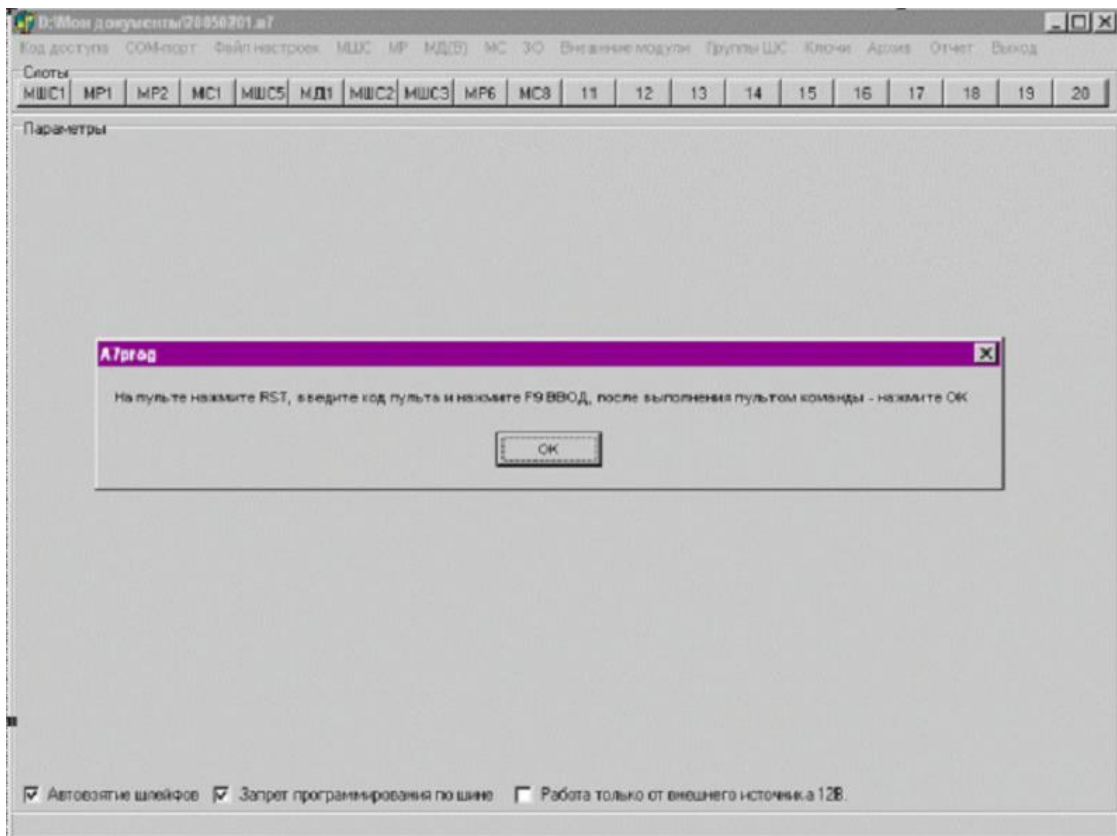 D:\Мои документы\20050201.a7
Код доступа COM-порт Файл настроек МШС МР МД(В) МС ЗО Внешние модули Группы ШС Ключи Архив Отчет Выход
Слоты
МШС1 МР1 МР2 МС1 МШС5 МД1 МШС2 МШС3 МР6 МС8 11 12 13 14 15 16 17 18 19 20
Параметры
A7prog
На пульте нажмите RST, введите код пульта и нажмите F9 ВВОД, после выполнения пультом команды - нажмите ОК
OK
Автовзятие шлейфов Запрет программирования по шине Работа только от внешнего источника 12В.